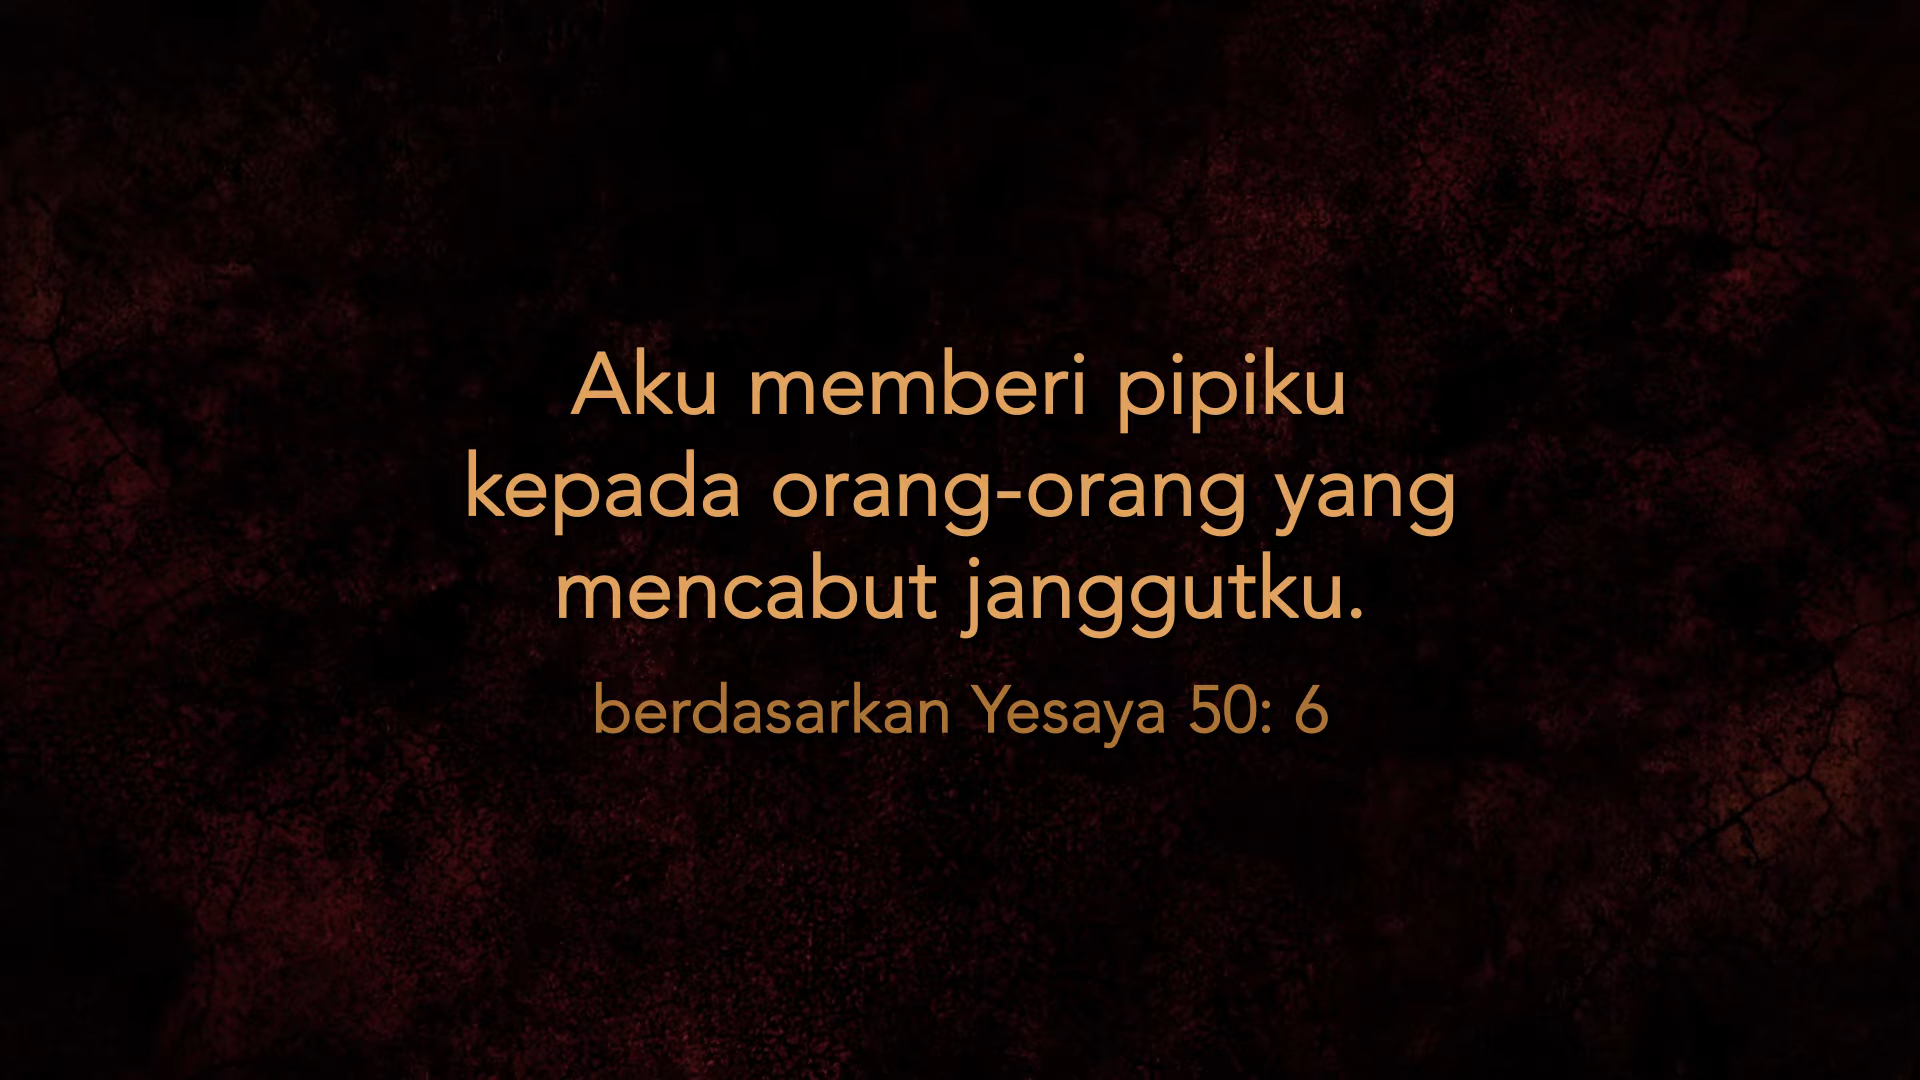 Aku memberi pipiku
kepada orang-orang yang
mencabut janggutku.
berdasarkan Yesaya 50: 6